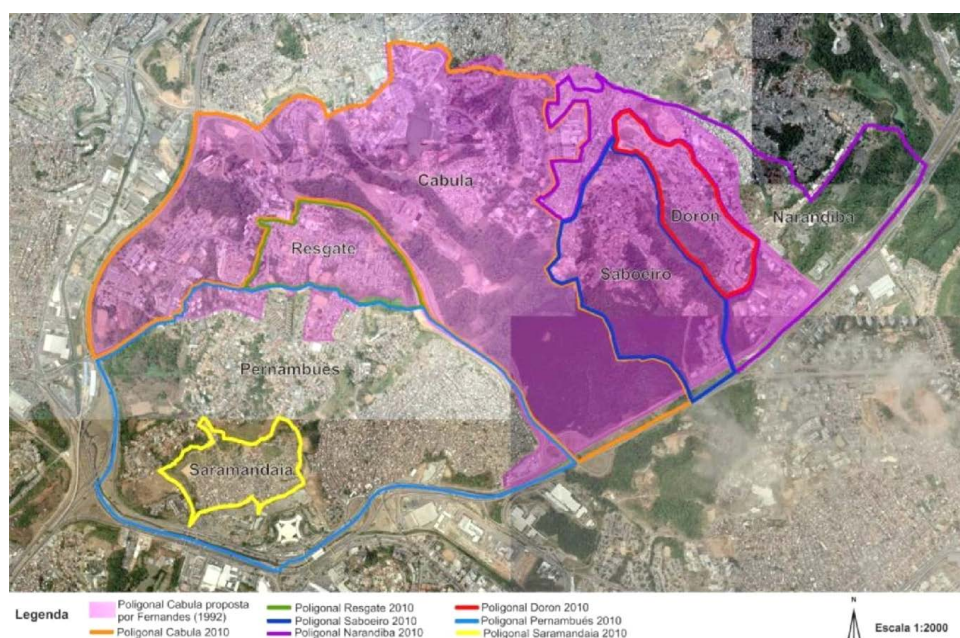 Cabula
Resgate
Doron
Narandiba
Saboeiro
Pernambués
Saramandaia
Legenda
Poligonal Cabula proposta
por Fernandes (1992)
Poligonal Cabula 2010
Poligonal Resgate 2010
Poligonal Saboeiro 2010
Poligonal Narandiba 2010
Poligonal Doron 2010
Poligonal Pernambués 2010
Poligonal Saramandaia 2010
N
Escala 1:2000